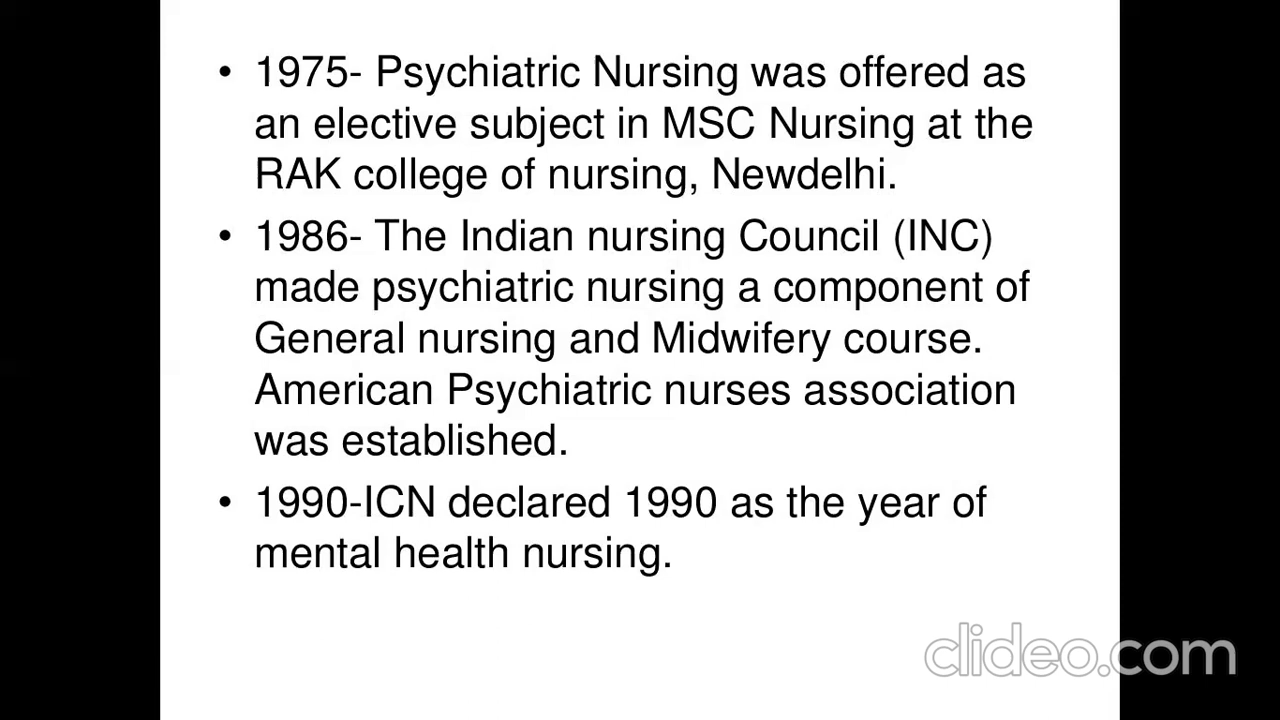 • 1975- Psychiatric Nursing was offered as
an elective subject in MSC Nursing at the
RAK college of nursing, Newdelhi.
• 1986- The Indian nursing Council (INC)
made psychiatric nursing a component of
General nursing and Midwifery course.
American Psychiatric nurses association
was established.
• 1990-ICN declared 1990 as the year of
mental health nursing.
clideo.com